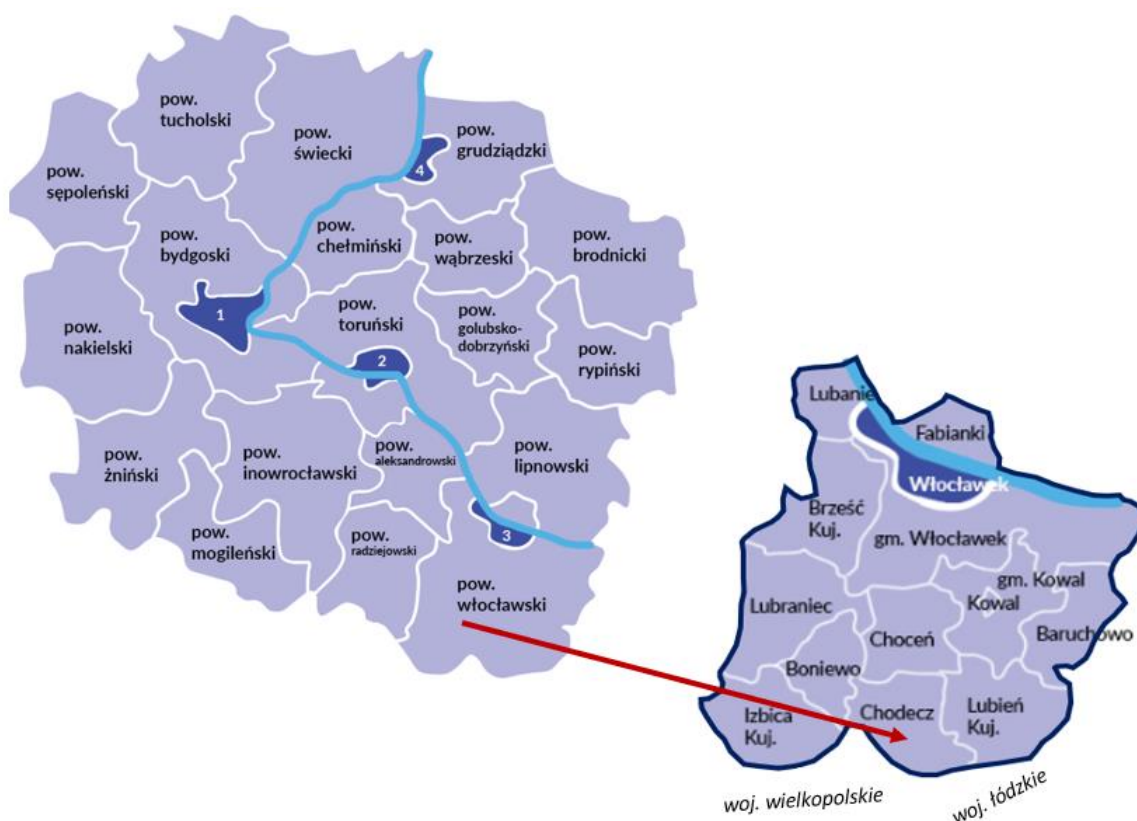 pow.
tucholski
pow.
świecki
pow.
grudziądzki
4
pow.
sępoleński
pow.
bydgoski
pow.
chełmiński
pow.
wąbrzeski
pow.
brodnicki
1
pow.
nakielski
pow.
toruński
2
pow.
golubsko-
dobrzyński
pow.
rypiński
pow.
żniński
pow.
inowrocławski
pow.
aleksandrowski
pow.
lipnowski
pow.
mogileński
pow.
radziejowski
3
pow.
włocławski
Lubanie
Fabianki
Włocławek
Brześć
Kuj.
gm. Włocławek
gm. Kowal
Kowal
Lubraniec
Choceń
Baruchowo
Boniewo
Izbica
Kuj.
Chodecz
Lubień
Kuj.
woj. wielkopolskie
woj. łódzkie